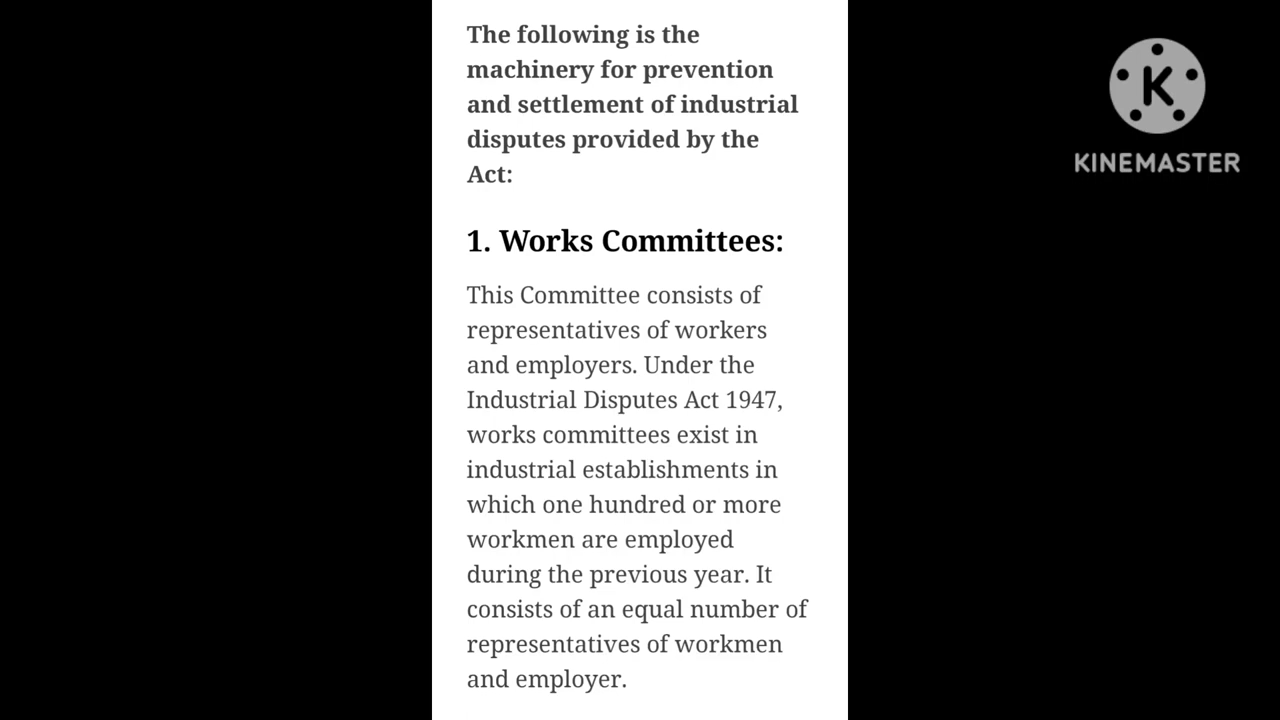 The following is the
machinery for prevention
and settlement of industrial
disputes provided by the
Act:
1. Works Committees:
This Committee consists of
representatives of workers
and employers. Under the
Industrial Disputes Act 1947,
works committees exist in
industrial establishments in
which one hundred or more
workmen are employed
during the previous year. It
consists of an equal number of
representatives of workmen
and employer.
K
KINEMASTER